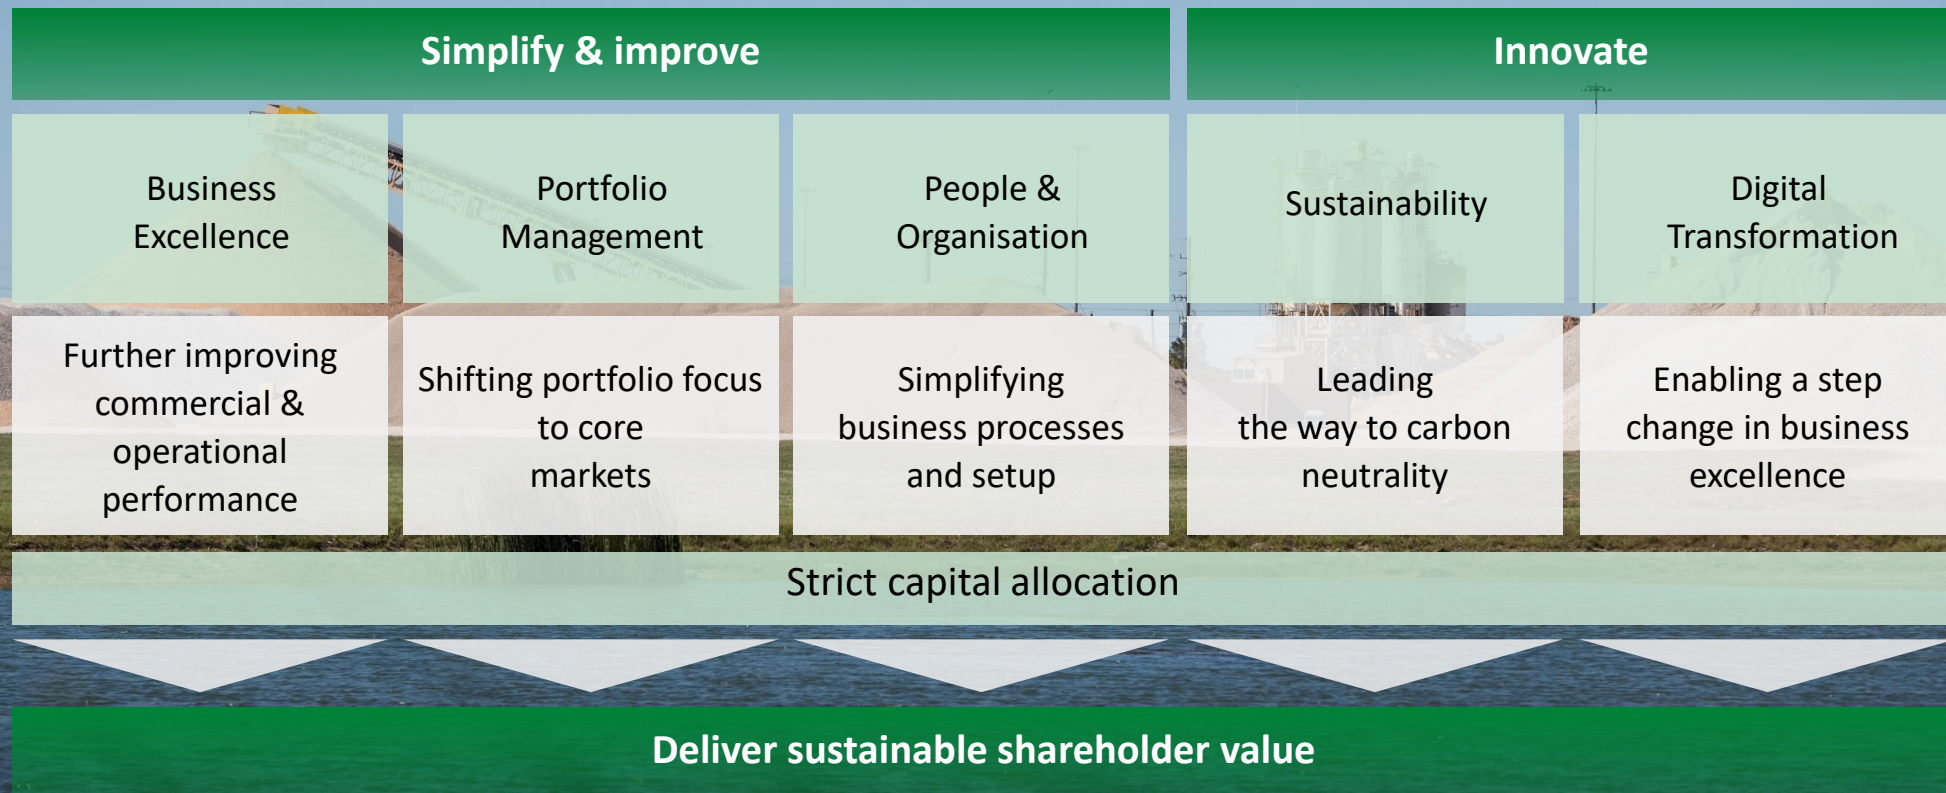 Simplify & improve
Innovate
Business
Excellence
Portfolio
Management
People &
Organisation
Sustainability
Digital
Transformation
Further improving
commercial &
operational
performance
Shifting portfolio focus
to core
markets
Simplifying
business processes
and setup
Leading
the way to carbon
neutrality
Enabling a step
change in business
excellence
Strict capital allocation
Deliver sustainable shareholder value